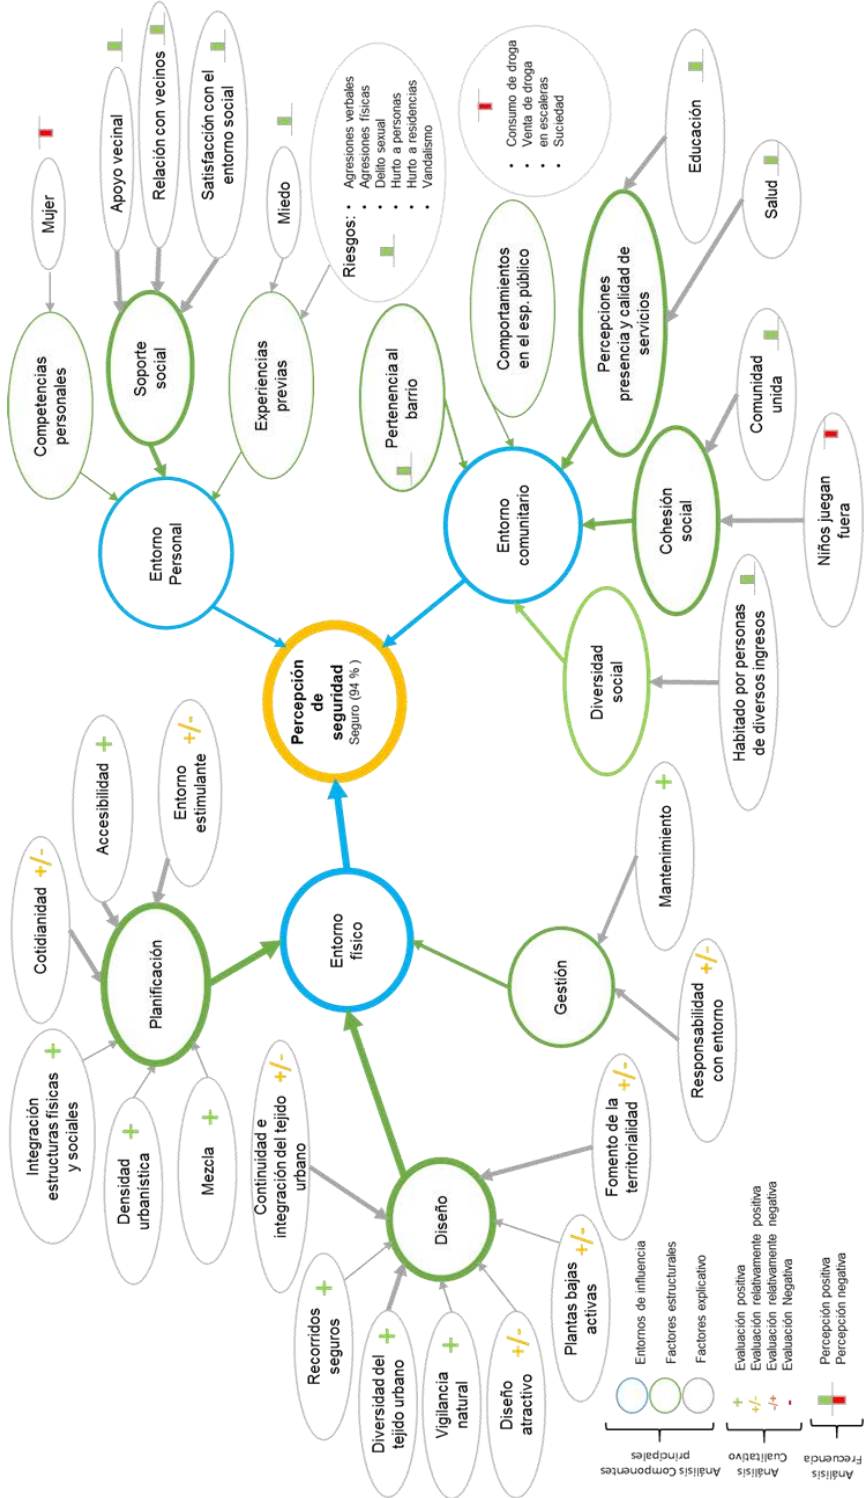 Integración
estructuras físicas
y sociales
+
Cotidianidad
+/-
Accesibilidad
+
Entorno
estimulante
+/-
Densidad
urbanística
+
Mezcla
+
Planificación
Continuidad e
integración del tejido
urbano
+/-
Recorridos
seguros
+
Diversidad del
tejido urbano
+
Vigilancia
natural
+
Diseño
atractivo
+/-
Plantas bajas
activas
+/-
Fomento de la
territorialidad
+/-
Diseño
Entorno
físico
Gestión
Mantenimiento
+
Responsabilidad
con entorno
+/-
Percepción
de
seguridad
Seguro (94 % )
Entorno
Personal
Competencias
personales
Mujer
Soporte
social
Apoyo vecinal
Relación con vecinos
Satisfacción con el
entorno social
Experiencias
previas
Miedo
Riesgos:
• Agresiones verbales
• Agresiones físicas
• Delito sexual
• Hurto a personas
• Hurto a residencias
• Vandalismo
Entorno
comunitario
Pertenencia al
barrio
Comportamientos
en el esp. público
• Consumo de droga
• Venta de droga
• en escaleras
• Suciedad
Percepciones
presencia y calidad de
servicios
Educación
Salud
Cohesión
social
Comunidad
unida
Niños juegan
fuera
Diversidad
social
Habitado por personas
de diversos ingresos
Análisis Componentes
principales
Entornos de influencia
Factores estructurales
Factores explicativo
Análisis
Cualitativo
+ Evaluación positiva
+/- Evaluación relativamente positiva
-/+ Evaluación relativamente negativa
- Evaluación Negativa
Análisis
Frecuencia
Percepción positiva
Percepción negativa